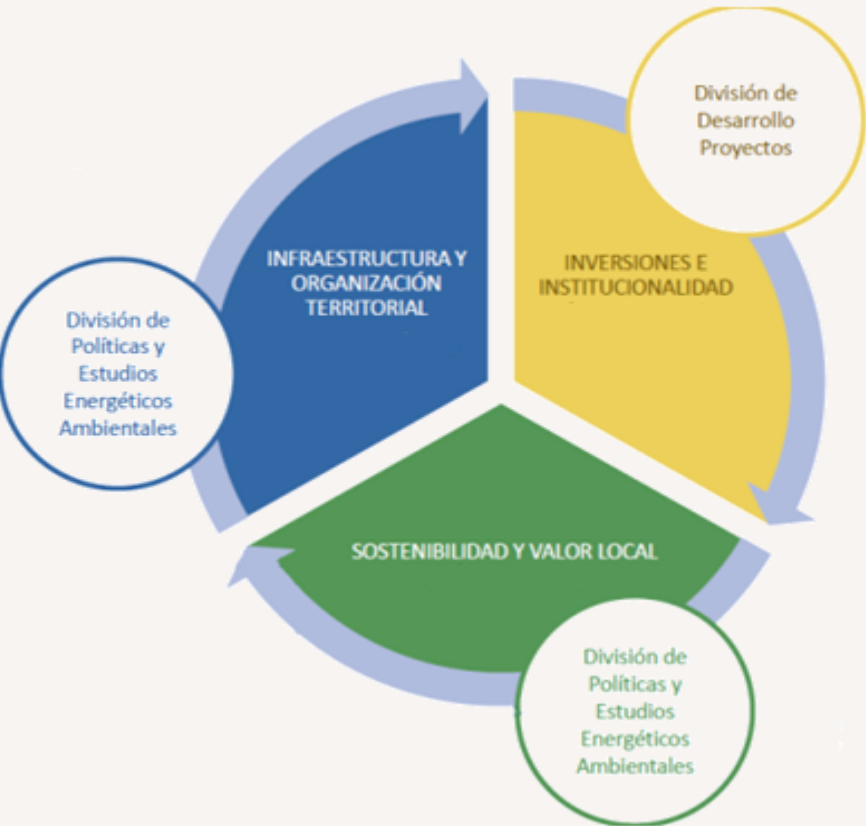 División de
Desarrollo
Proyectos
INFRAESTRUCTURA Y
ORGANIZACIÓN
TERRITORIAL
INVERSIONES E
INSTITUCIONALIDAD
División de
Políticas y
Estudios
Energéticos
Ambientales
SOSTENIBILIDAD Y VALOR LOCAL
División de
Políticas y
Estudios
Energéticos
Ambientales